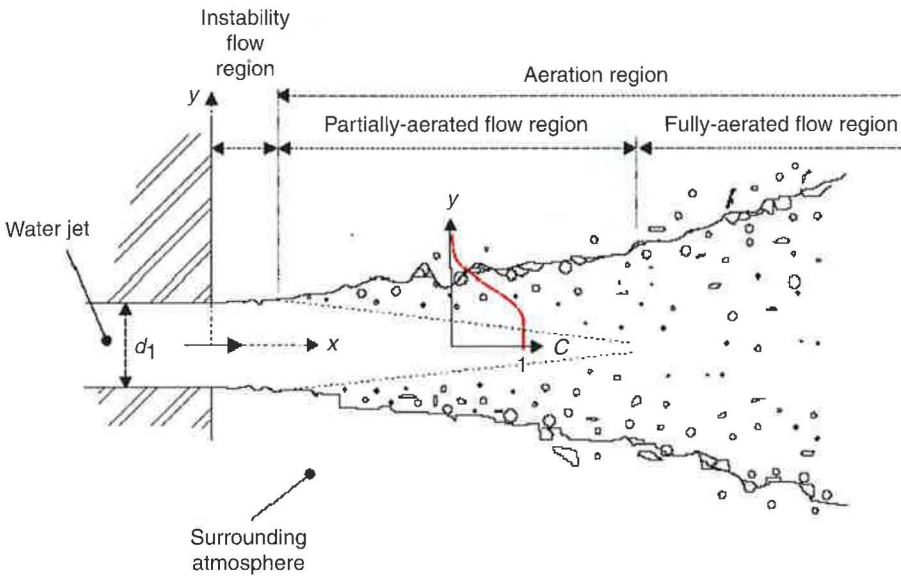 Instability
flow
region
Aeration region
y
Partially-aerated flow region
Fully-aerated flow region
y
Water jet
d1
x
C
1
Surrounding
atmosphere